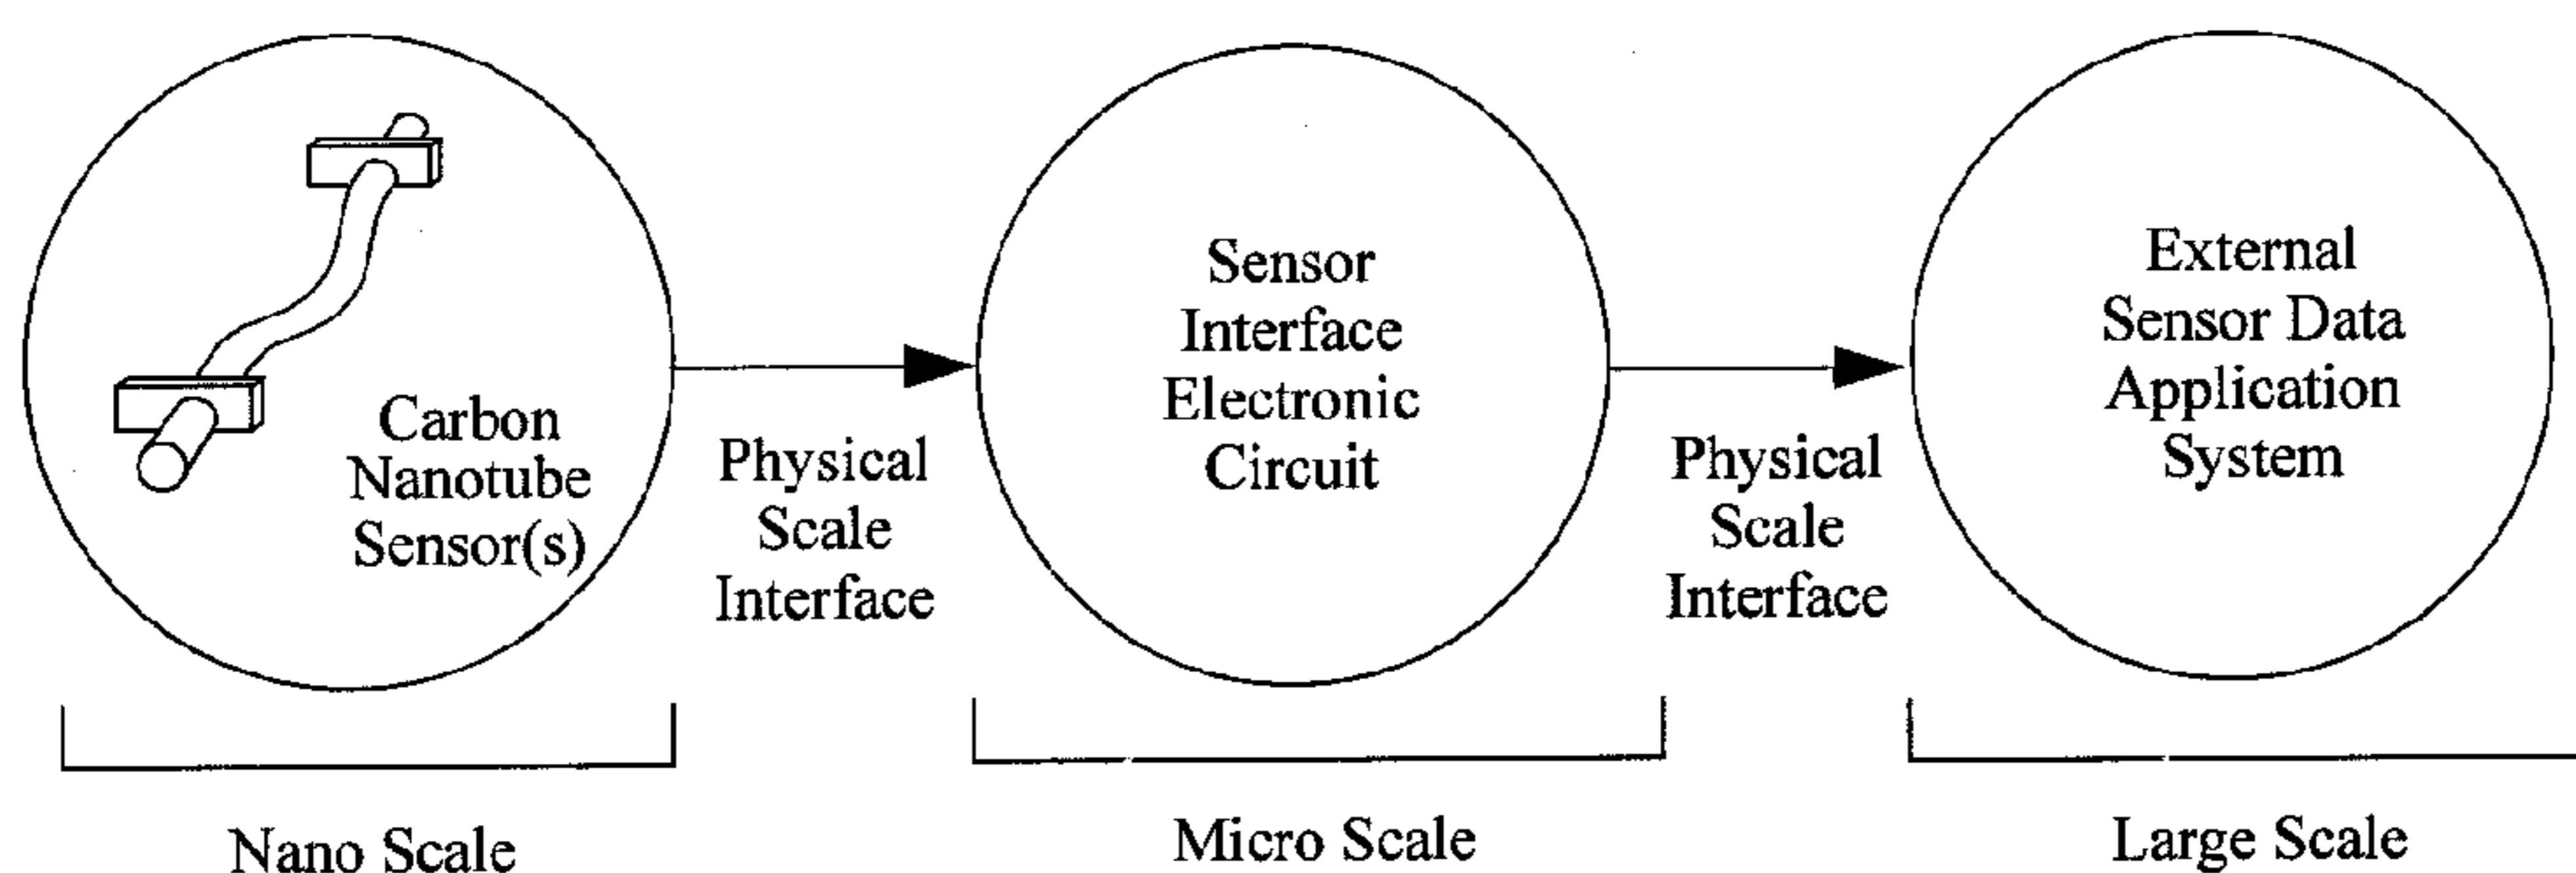 Carbon
Nanotube
Sensor(s)
Physical
Scale
Interface
Sensor
Interface
Electronic
Circuit
Physical
Scale
Interface
External
Sensor Data
Application
System
Nano Scale
Micro Scale
Large Scale